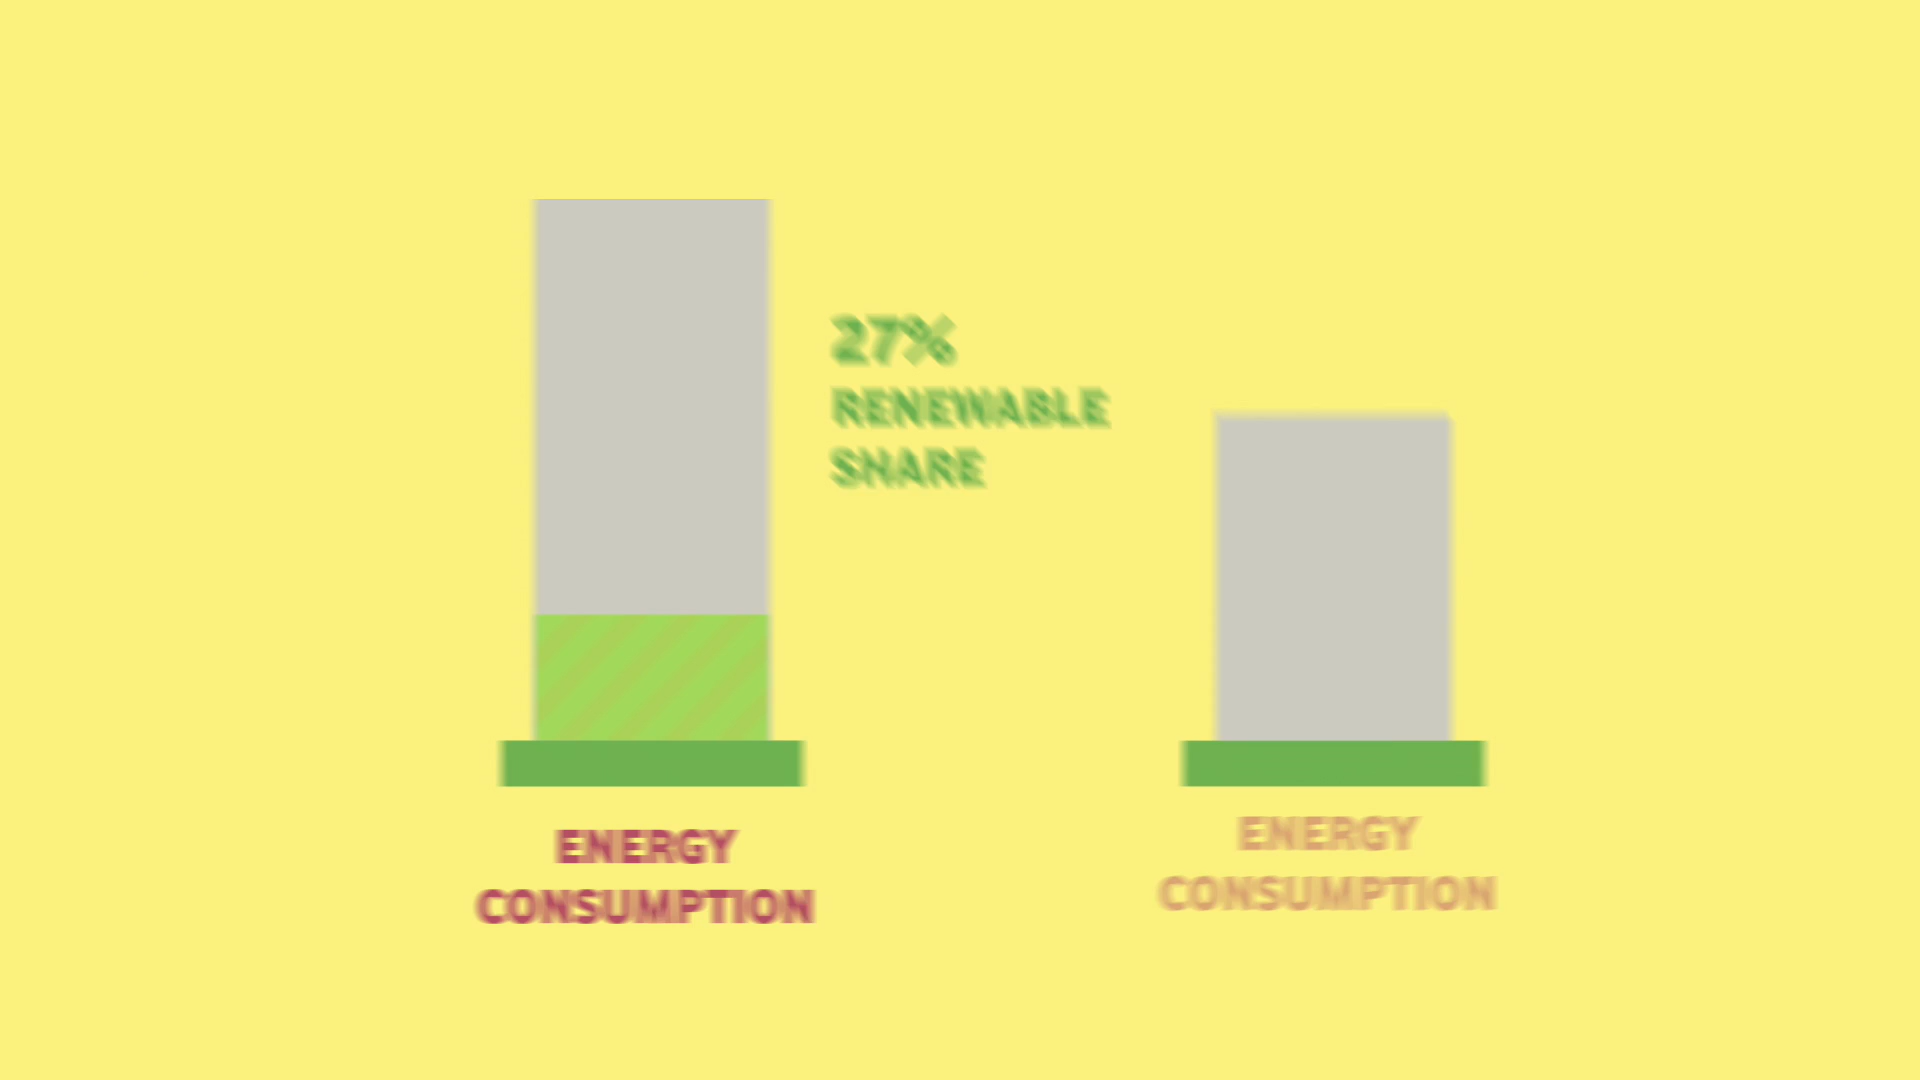 27%
RENEWABLE
SHARE
ENERGY
CONSUMPTION
ENERGY
CONSUMPTION